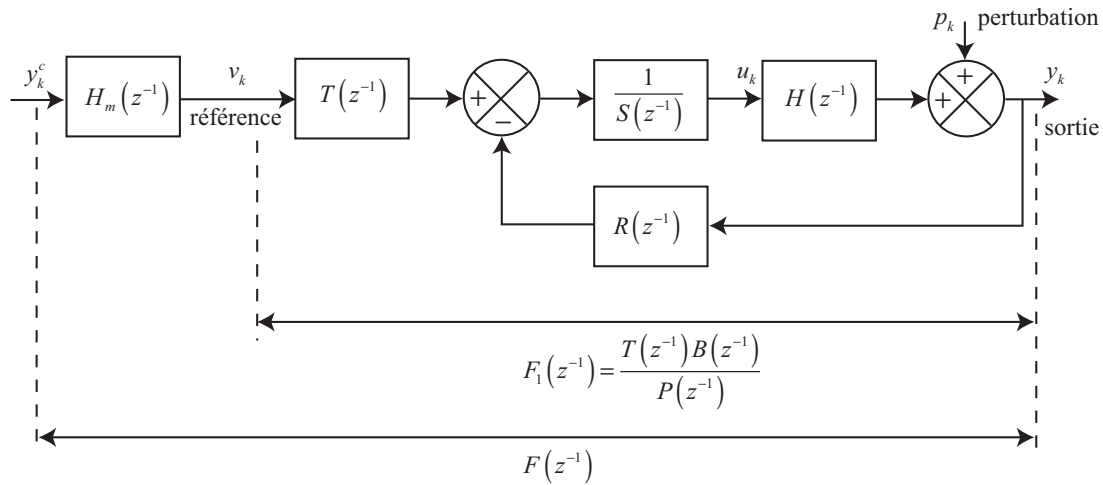 p_k perturbation
y_k^c
H_m(z^{-1})
v_k
référence
T(z^{-1})
+
−
1
S(z^{-1})
u_k
H(z^{-1})
+
+
y_k
sortie
R(z^{-1})
F_1(z^{-1}) = T(z^{-1})B(z^{-1})
P(z^{-1})
F(z^{-1})